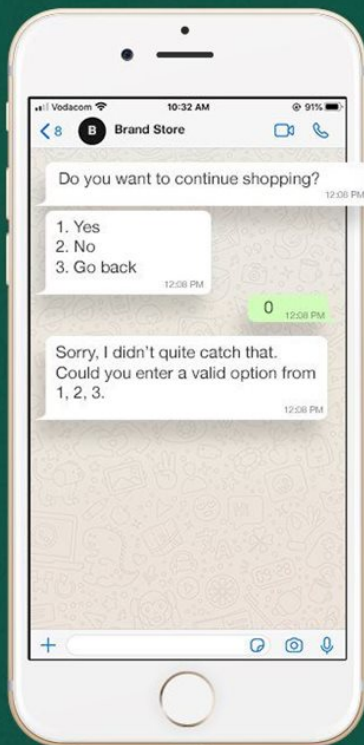 Vodacom
10:32 AM
91%
8
B
Brand Store
Do you want to continue shopping?
12:08 PM
1. Yes
2. No
3. Go back
12:08 PM
0
12:08 PM
Sorry, I didn't quite catch that.
Could you enter a valid option from
1, 2, 3.
12:08 PM